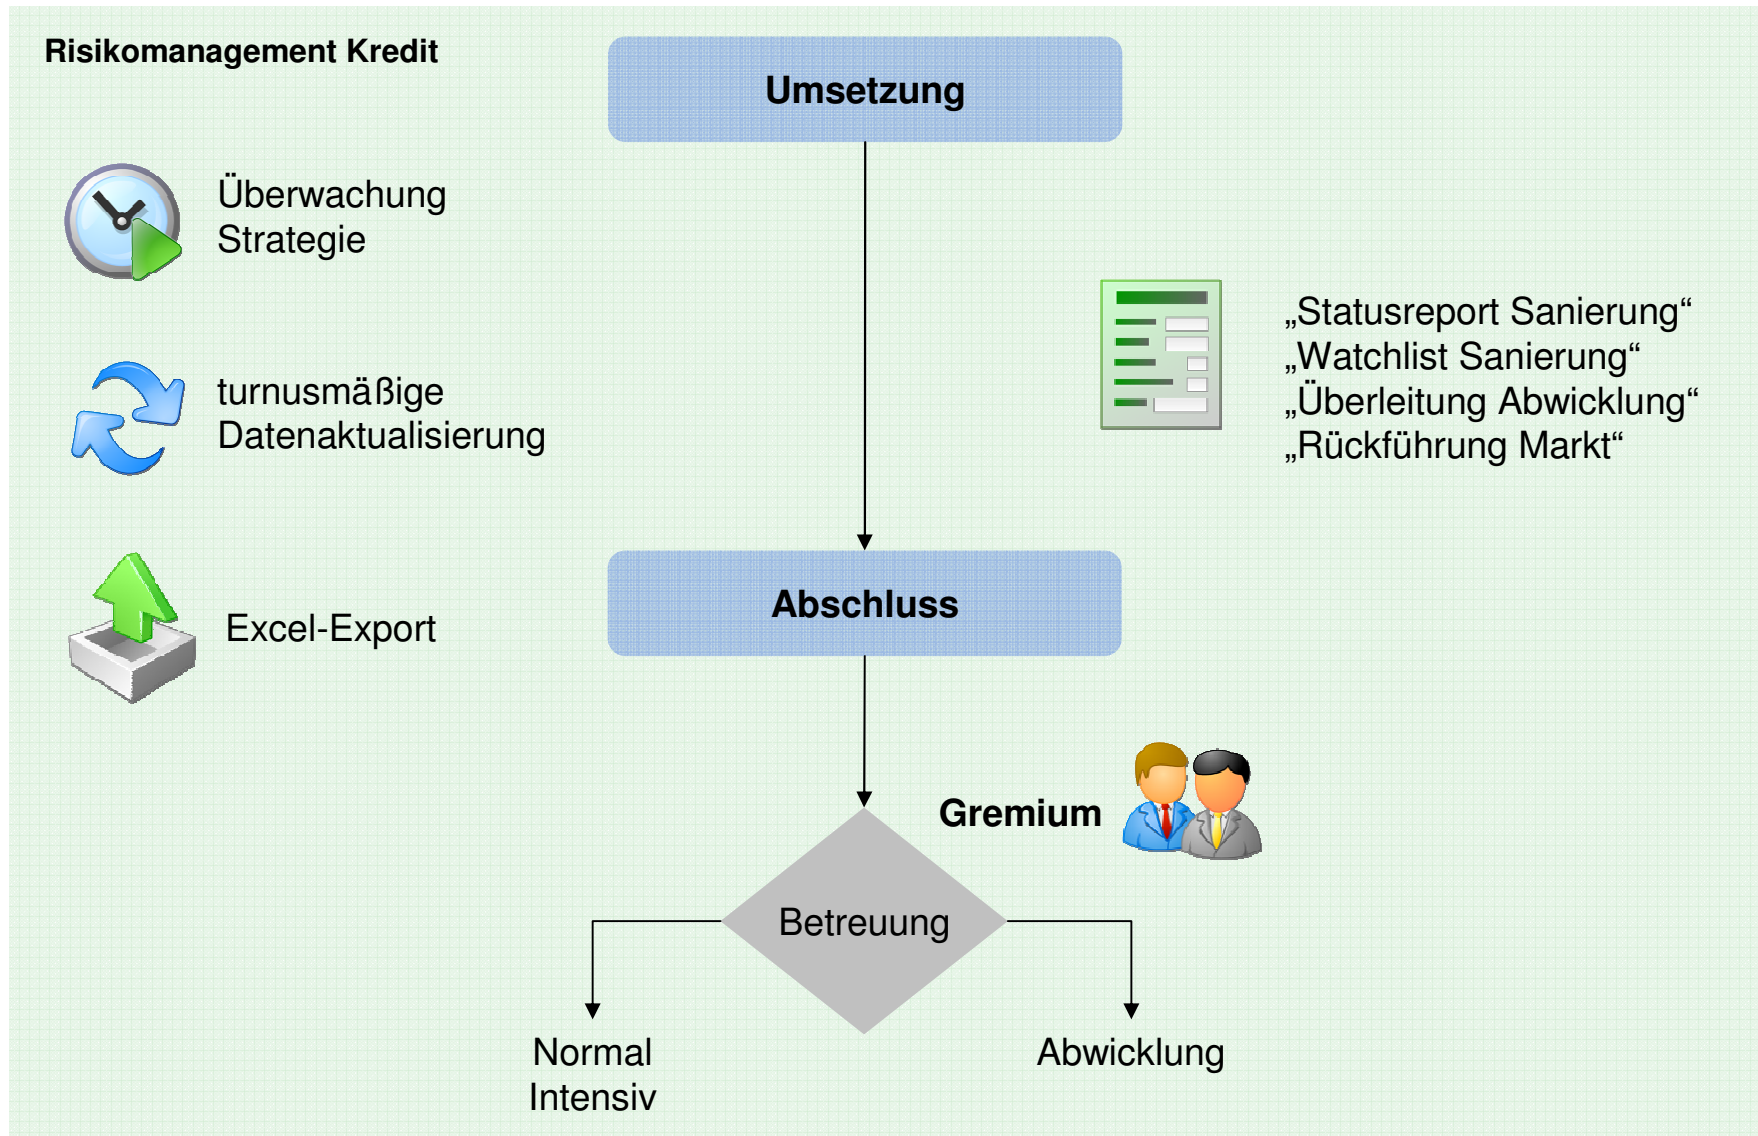 Risikomanagement Kredit
Umsetzung
Überwachung
Strategie
turnusmäßige
Datenaktualisierung
Excel-Export
„Statusreport Sanierung“
„Watchlist Sanierung“
„Überleitung Abwicklung“
„Rückführung Markt“
Abschluss
Gremium
Betreuung
Normal
Intensiv
Abwicklung